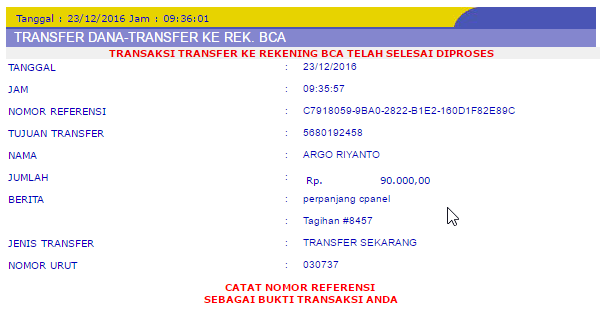 Tanggal : 23/12/2016 Jam : 09:36:01
TRANSFER DANA-TRANSFER KE REK. BCA
TRANSAKSI TRANSFER KE REKENING BCA TELAH SELESAI DIPROSES
TANGGAL : 23/12/2016
JAM : 09:35:57
NOMOR REFERENSI : C7918059-9BA0-2822-B1E2-160D1F82E89C
TUJUAN TRANSFER : 5680192458
NAMA : ARGO RIYANTO
JUMLAH : Rp. 90.000,00
BERITA : perpanjang cpanel
: Tagihan #8457
JENIS TRANSFER : TRANSFER SEKARANG
NOMOR URUT : 030737
CATAT NOMOR REFERENSI
SEBAGAI BUKTI TRANSAKSI ANDA